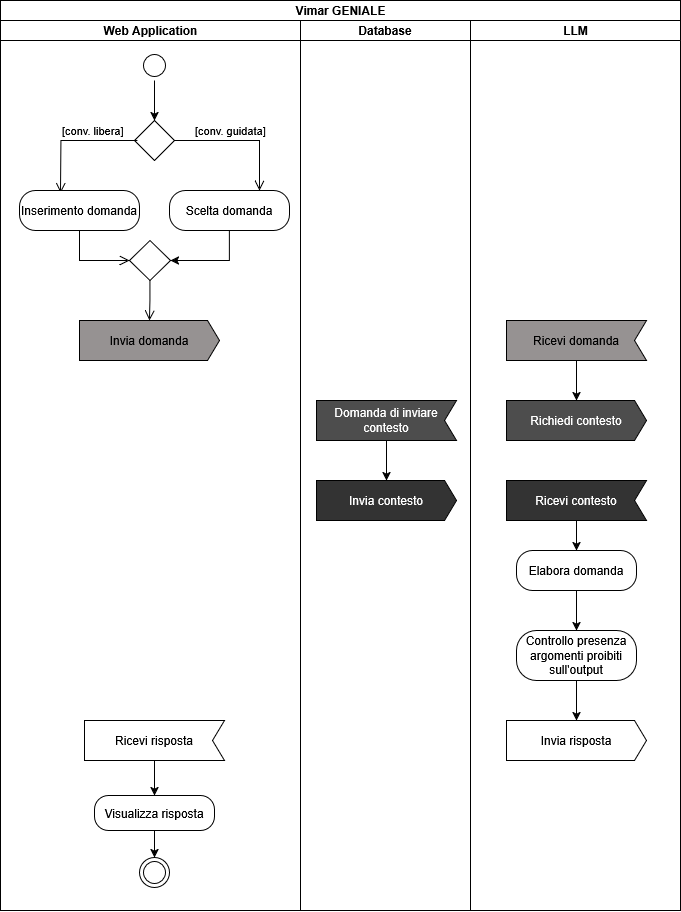 Vimar GENIALE
Web Application
Database
LLM
[conv. libera]
[conv. guidata]
Inserimento domanda
Scelta domanda
Invia domanda
Ricevi domanda
Domanda di inviare
contesto
Richiedi contesto
Invia contesto
Ricevi contesto
Elabora domanda
Controllo presenza
argomenti proibiti
sull'output
Ricevi risposta
Invia risposta
Visualizza risposta